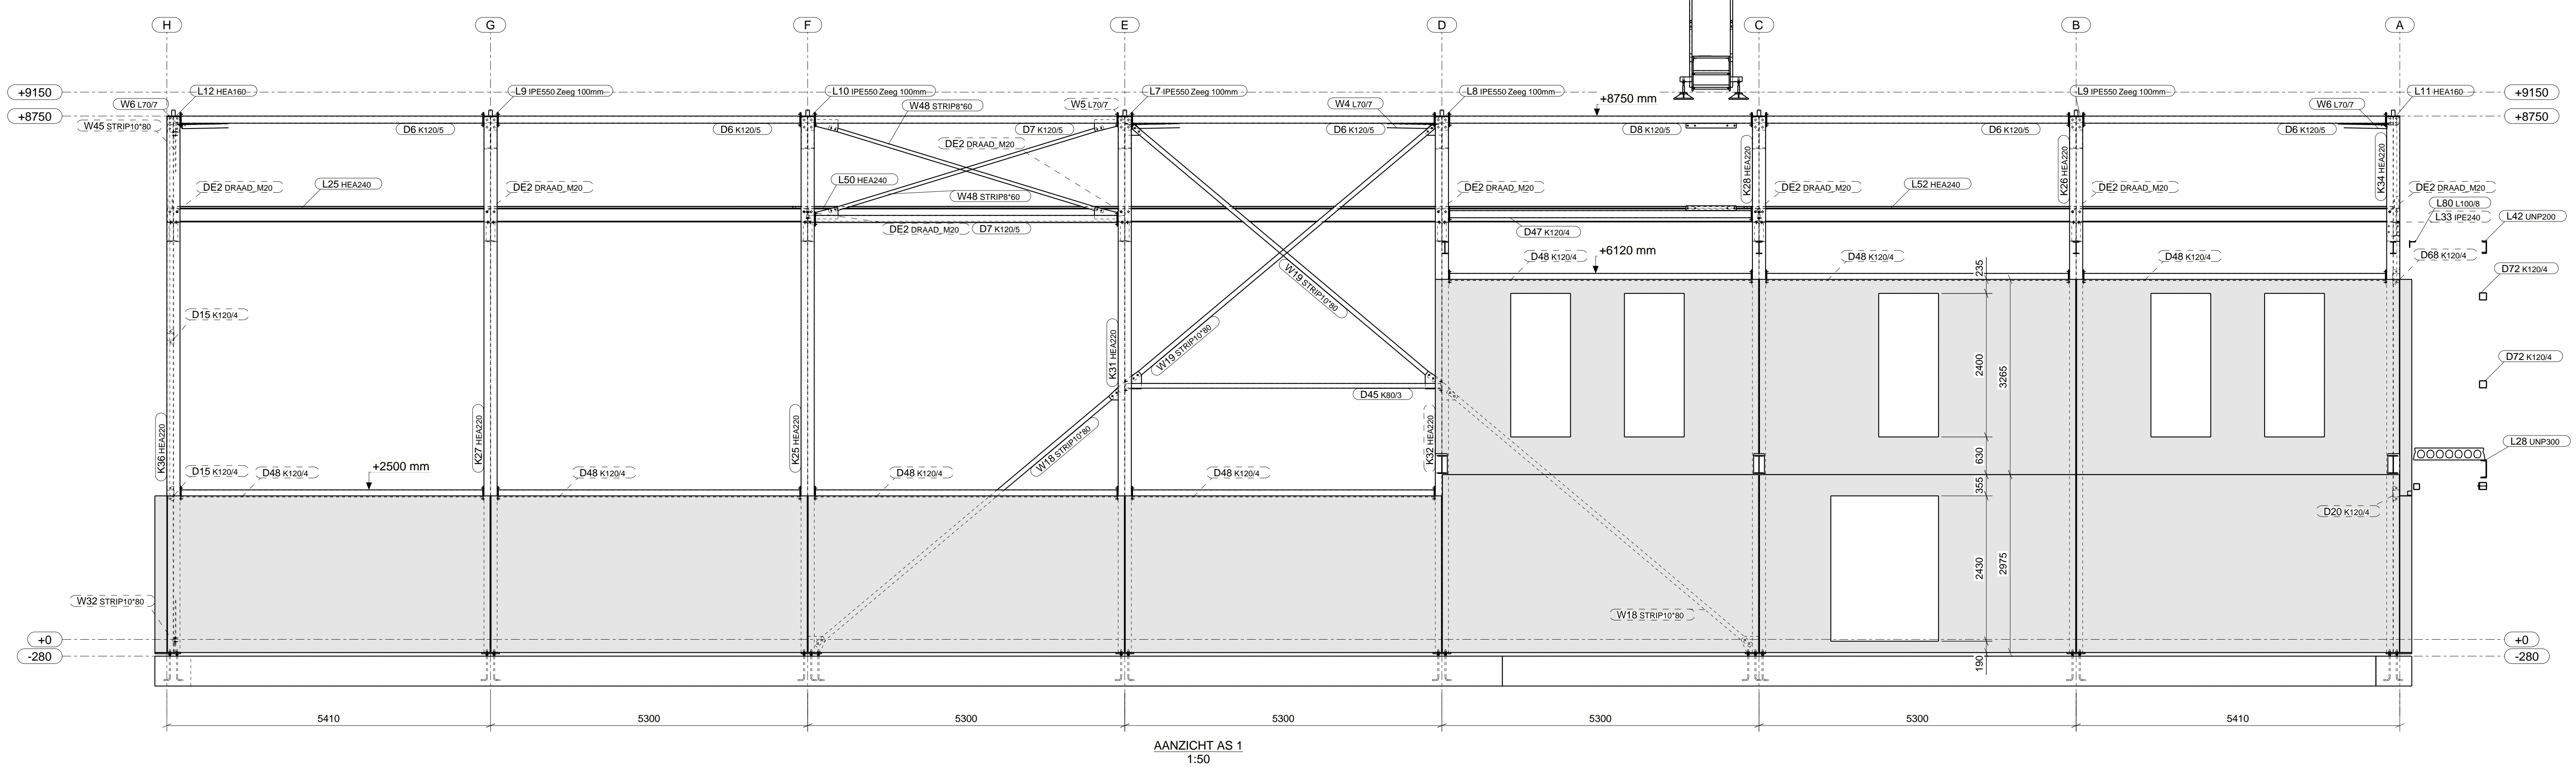 H G F E D C B A
+9150 +9150
L12 HEA160 L9 IPE550 Zeeg 100mm L10 IPE550 Zeeg 100mm L7 IPE550 Zeeg 100mm L8 IPE550 Zeeg 100mm L9 IPE550 Zeeg 100mm L11 HEA160
W6 L70/7 W48 STRIP8*60 W5 L70/7 W4 L70/7 +8750 mm W6 L70/7
+8750 +8750
W45 STRIP10*80 D6 K120/5 D6 K120/5 D7 K120/5 D6 K120/5 D8 K120/5 D6 K120/5 D6 K120/5
DE2 DRAAD_M20
K28 HEA220
K26 HEA220
K34 HEA220
DE2 DRAAD_M20 L25 HEA240 DE2 DRAAD_M20 L50 HEA240 DE2 DRAAD_M20 DE2 DRAAD_M20 L52 HEA240 DE2 DRAAD_M20 DE2 DRAAD_M20
W48 STRIP8*60
L80 L100/8
L33 IPE240 L42 UNP200
DE2 DRAAD_M20 D7 K120/5 D47 K120/4
+6120 mm
D48 K120/4 D48 K120/4 D48 K120/4 D68 K120/4
235
D72 K120/4
W19 STRIP10*80
D15 K120/4
W19 STRIP10*80
K31 HEA220
2400
3265
D72 K120/4
D45 K80/3
K36 HEA220
K27 HEA220
K25 HEA220
K32 HEA220
W18 STRIP10*80
L28 UNP300
630
+2500 mm
D15 K120/4 D48 K120/4 D48 K120/4 D48 K120/4 D48 K120/4
355
D20 K120/4
2430
2975
W32 STRIP10*80 W18 STRIP10*80
+0 +0
-280 -280
190
5410 5300 5300 5300 5300 5300 5410
AANZICHT AS 1
1:50